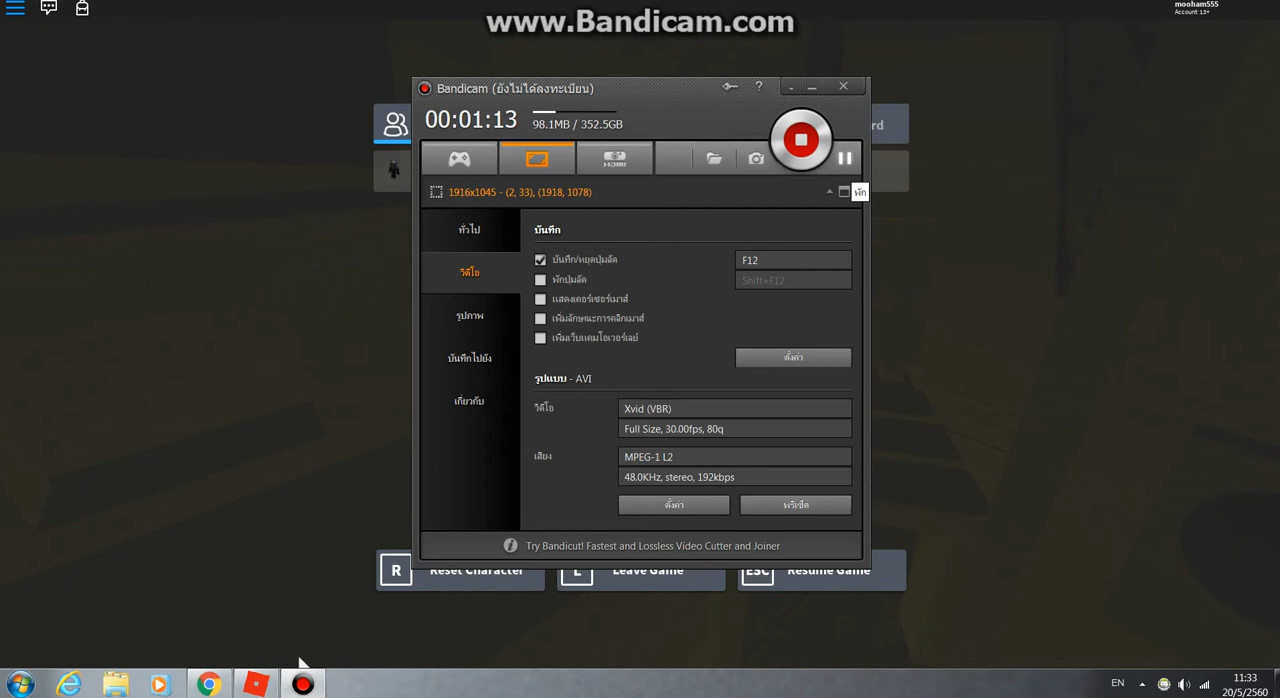 www.Bandicam.com
mooham555
Account: 13+
Bandicam (ยังไม่ได้ลงทะเบียน)
00:01:13
98.1MB / 352.5GB
rd
HDMI
1916x1045 - (2, 33), (1918, 1078)
พัก
ทั่วไป
วิดีโอ
รูปภาพ
บันทึกไปยัง
เกี่ยวกับ
บันทึก
บันทึก/หยุดปุ่มลัด
F12
พักปุ่มลัด
Shift+F12
แสดงเคอร์เซอร์เมาส์
เพิ่มลักษณะการคลิกเมาส์
เพิ่มเว็บแคมโอเวอร์เลย์
ตั้งค่า
รูปแบบ - AVI
วิดีโอ
Xvid (VBR)
Full Size, 30.00fps, 80q
เสียง
MPEG-1 L2
48.0KHz, stereo, 192kbps
ตั้งค่า
พรีเซ็ต
Try Bandicut! Fastest and Lossless Video Cutter and Joiner
R
Reset Character
L
Leave Game
ESC
Resume Game
EN
11:33
20/5/2560